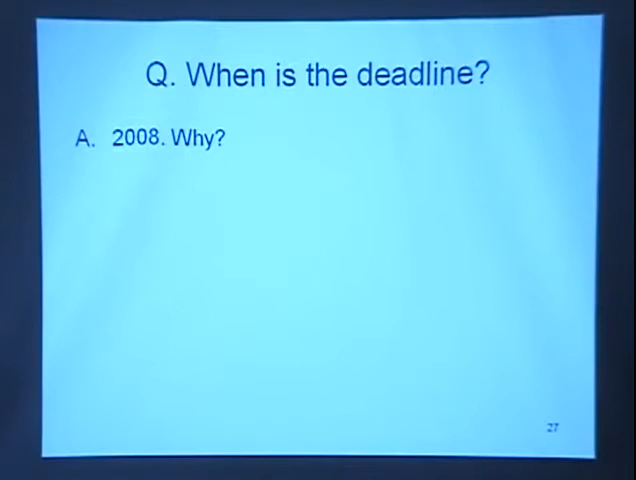 Q. When is the deadline?
A. 2008. Why?
27